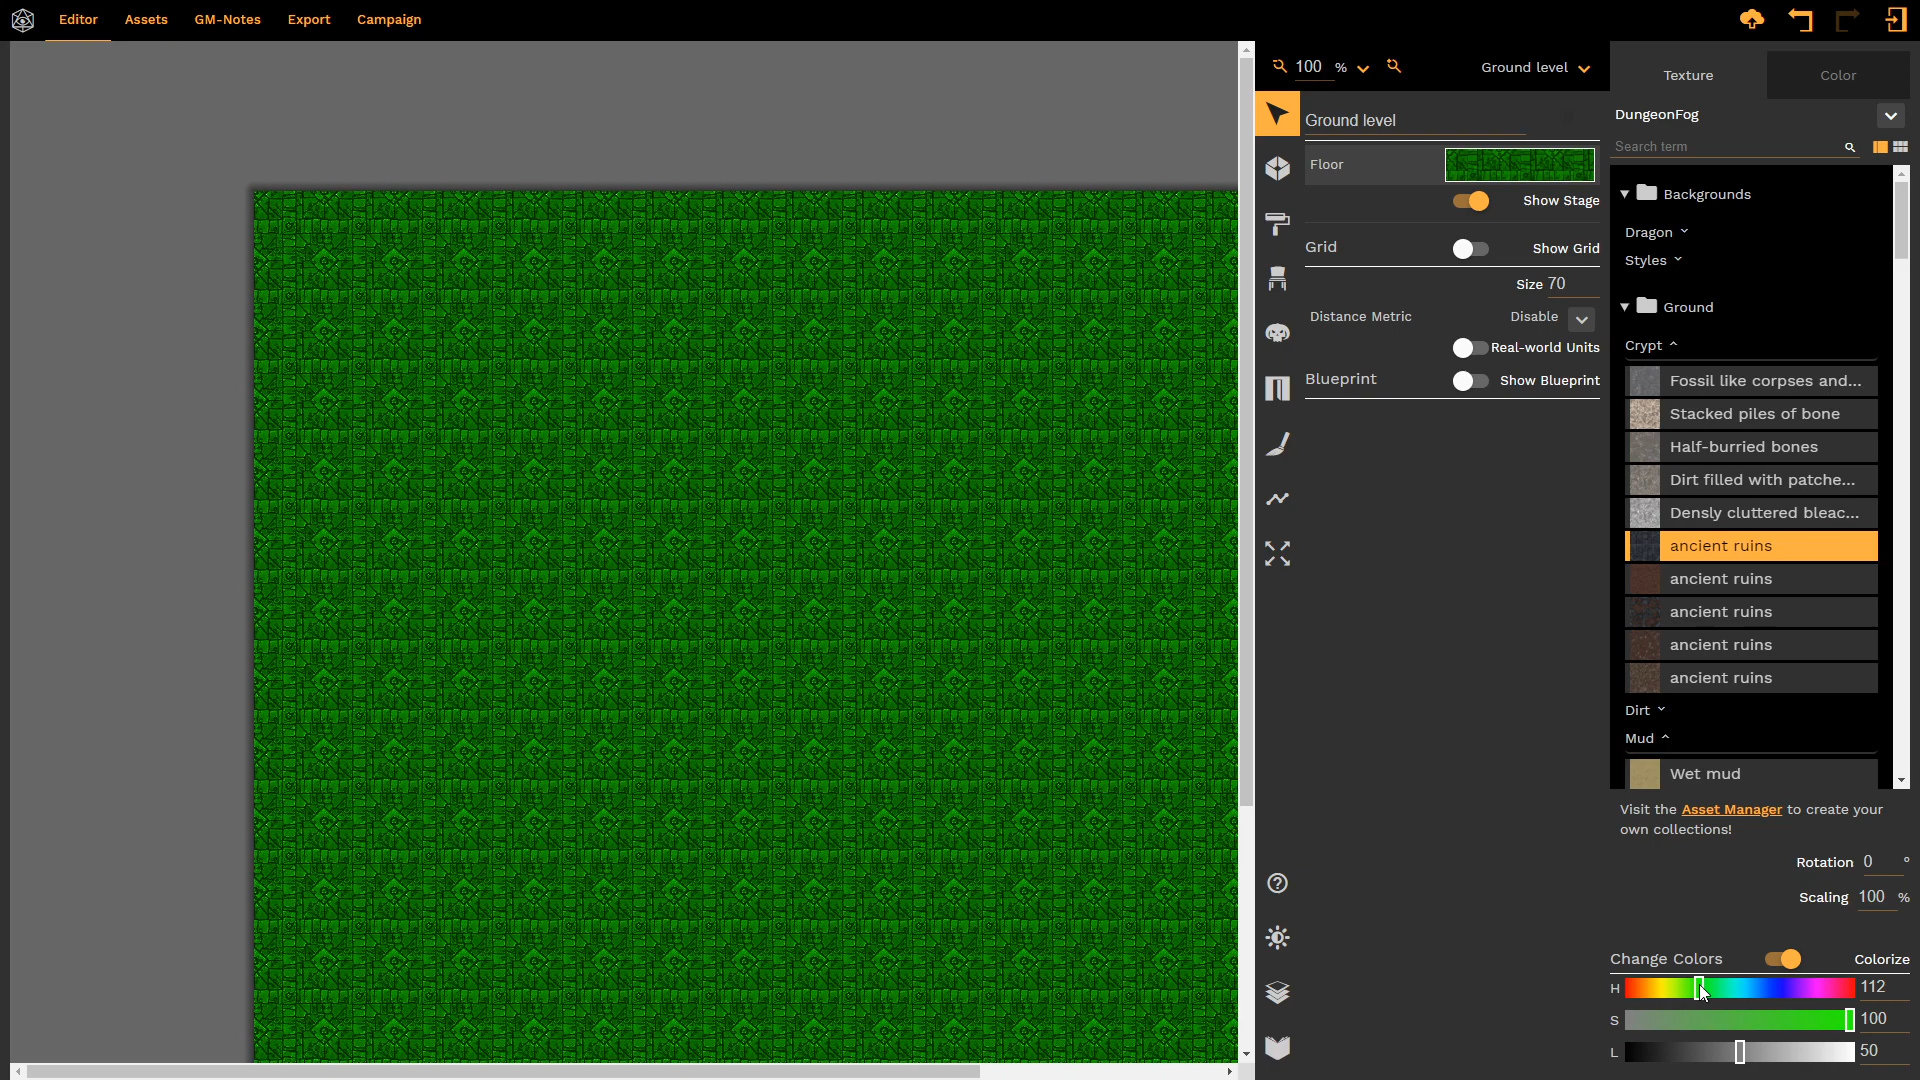 Editor Assets GM-Notes Export Campaign
100 % Ground level
Texture Color
DungeonFog
Search term
Ground level
Floor
Show Stage
Grid Show Grid
Size 70
Distance Metric Disable
Real-world Units
Blueprint Show Blueprint
Backgrounds
Dragon
Styles
Ground
Crypt
Fossil like corpses and...
Stacked piles of bone
Half-burried bones
Dirt filled with patche...
Densly cluttered bleac...
ancient ruins
ancient ruins
ancient ruins
ancient ruins
ancient ruins
Dirt
Mud
Wet mud
Visit the Asset Manager to create your
own collections!
Rotation 0 °
Scaling 100 %
Change Colors Colorize
H 112
S 100
L 50